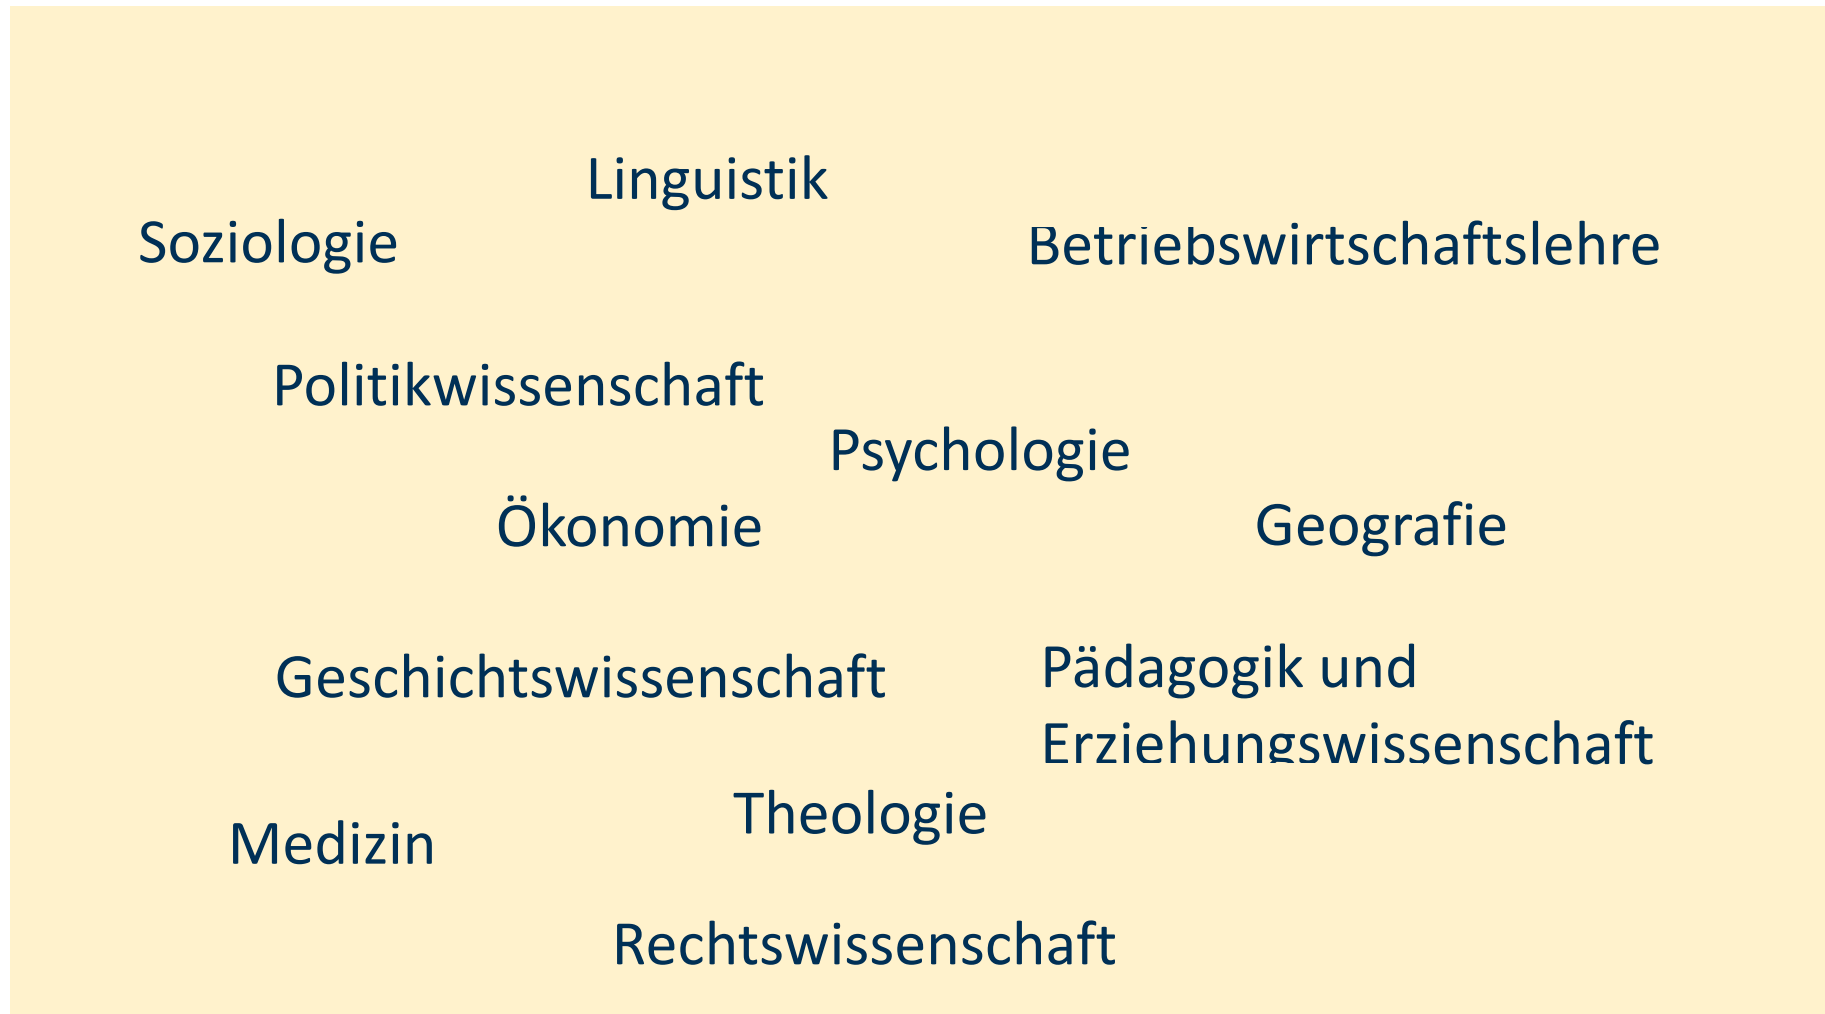 Linguistik
Soziologie
Betriebswirtschaftslehre
Politikwissenschaft
Psychologie
Ökonomie
Geografie
Geschichtswissenschaft
Pädagogik und
Erziehungswissenschaft
Theologie
Medizin
Rechtswissenschaft